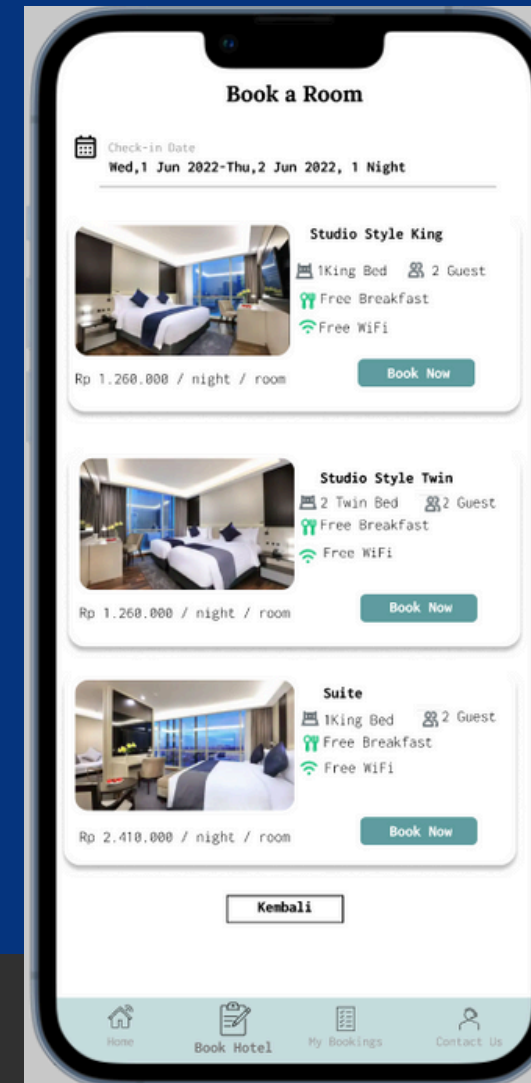 Book a Room
Check-in Date
Wed,1 Jun 2022-Thu,2 Jun 2022, 1 Night
Studio Style King
1King Bed 2 Guest
Free Breakfast
Free WiFi
Rp 1.260.000 / night / room
Book Now
Studio Style Twin
2 Twin Bed 2 Guest
Free Breakfast
Free WiFi
Rp 1.260.000 / night / room
Book Now
Suite
1King Bed 2 Guest
Free Breakfast
Free WiFi
Rp 2.410.000 / night / room
Book Now
Kembali
Home
Book Hotel
My Bookings
Contact Us